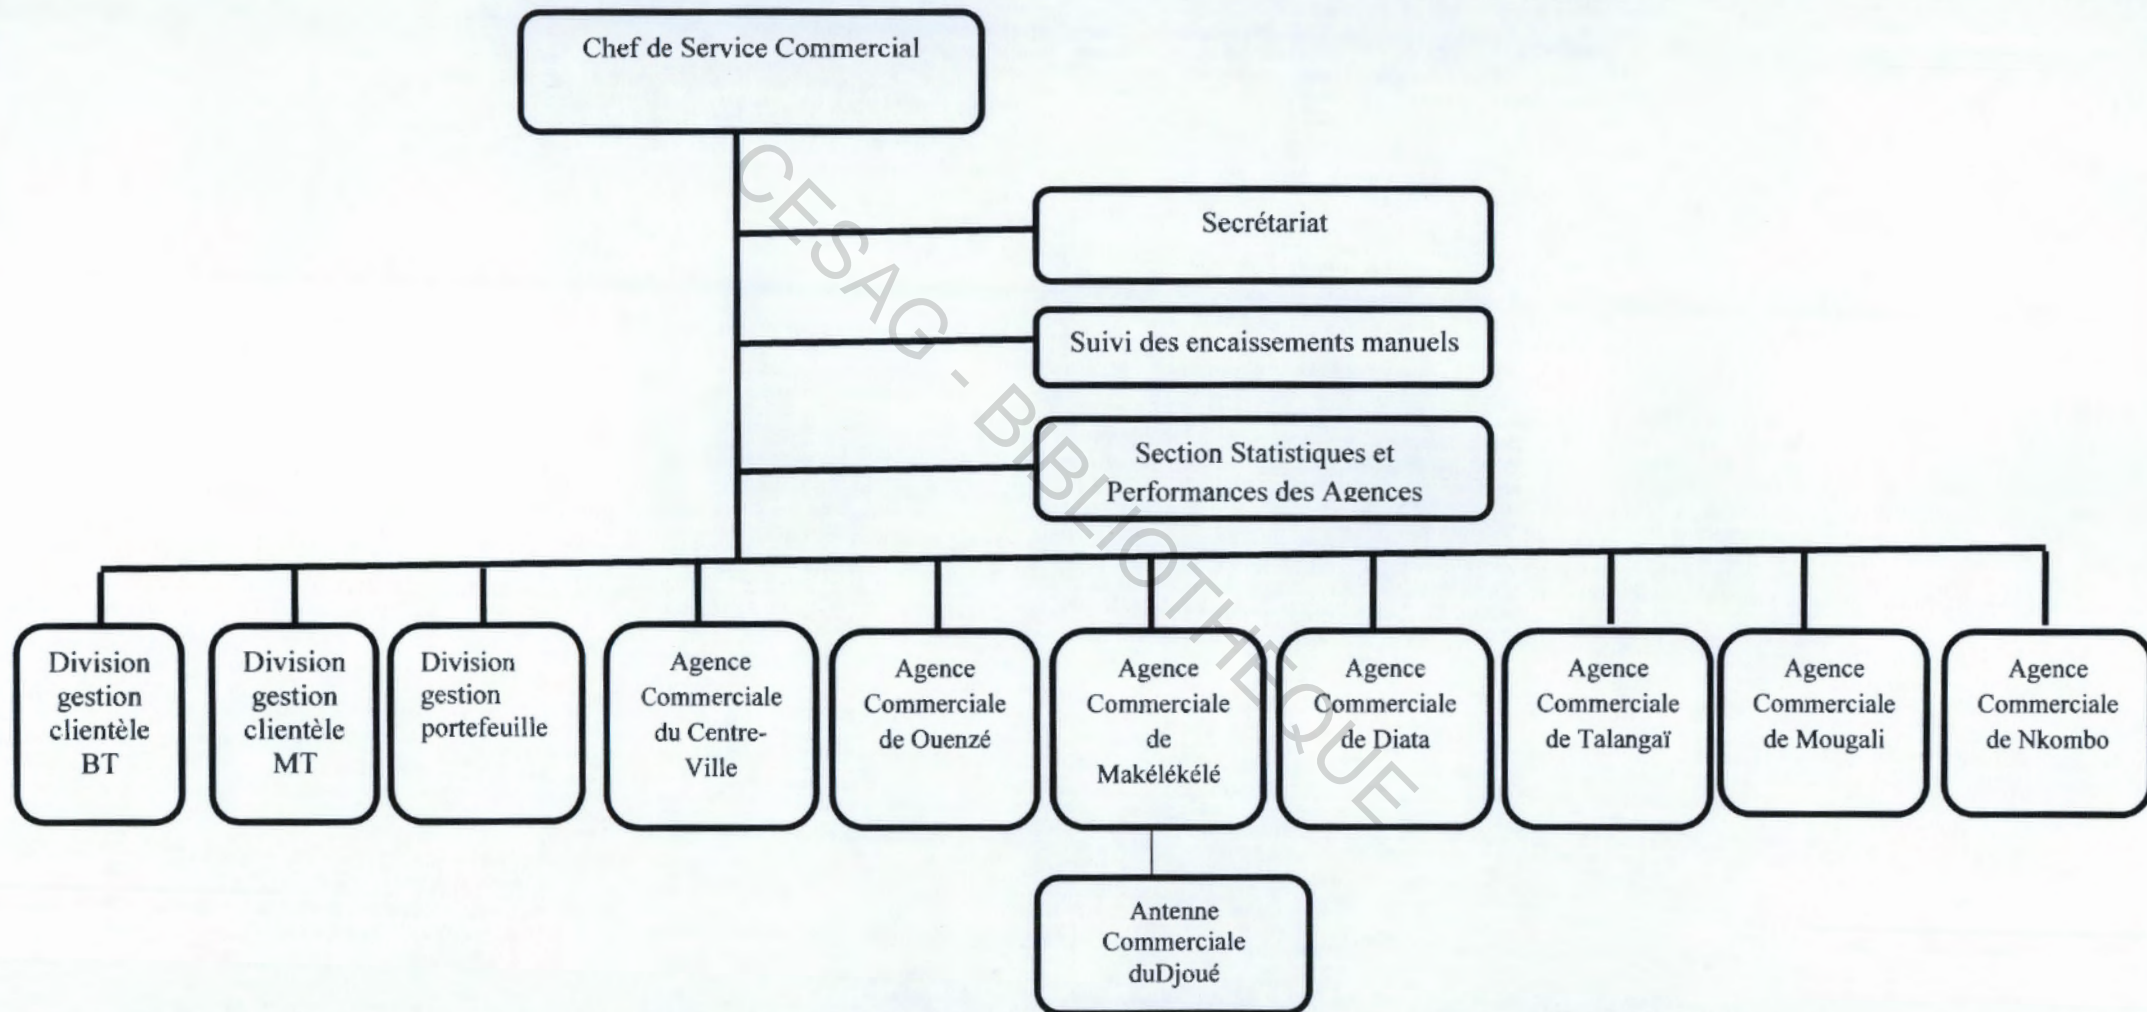 Chef de Service Commercial
Secrétariat
Suivi des encaissements manuels
Section Statistiques et
Performances des Agences
Division
gestion
clientèle
BT
Division
gestion
clientèle
MT
Division
gestion
portefeuille
Agence
Commerciale
du Centre-
Ville
Agence
Commerciale
de Ouenzé
Agence
Commerciale
de
Makélékélé
Agence
Commerciale
de Diata
Agence
Commerciale
de Talangaï
Agence
Commerciale
de Mougali
Agence
Commerciale
de Nkombo
Antenne
Commerciale
duDjoué
CESAG - BIBLIOTHEQUE